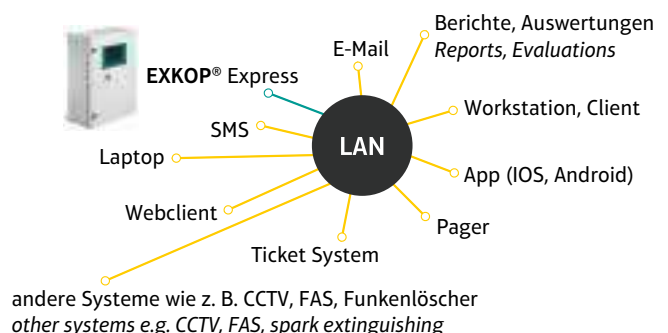 Berichte, Auswertungen
Reports, Evaluations
E-Mail
EXKOP® Express
Workstation, Client
SMS
LAN
Laptop
App (IOS, Android)
Webclient
Pager
Ticket System
andere Systeme wie z. B. CCTV, FAS, Funkenlöscher
other systems e.g. CCTV, FAS, spark extinguishing